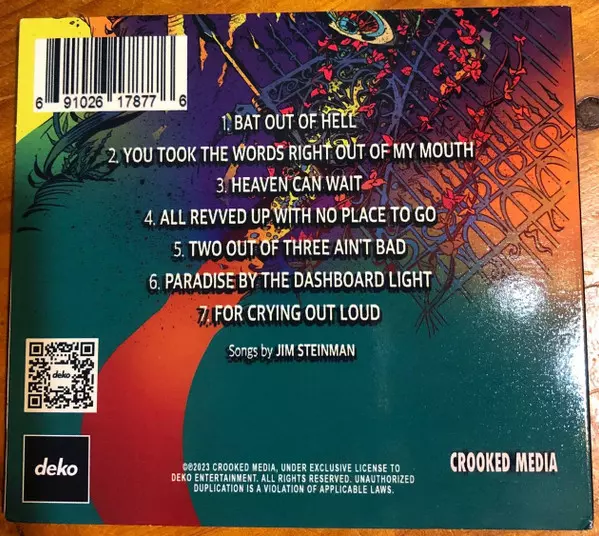 6 91026 17877 6
1. BAT OUT OF HELL
2. YOU TOOK THE WORDS RIGHT OUT OF MY MOUTH
3. HEAVEN CAN WAIT
4. ALL REVVED UP WITH NO PLACE TO GO
5. TWO OUT OF THREE AIN'T BAD
6. PARADISE BY THE DASHBOARD LIGHT
7. FOR CRYING OUT LOUD
Songs by JIM STEINMAN
deko
deko
©℗2023 CROOKED MEDIA, UNDER EXCLUSIVE LICENSE TO
DEKO ENTERTAINMENT. ALL RIGHTS RESERVED. UNAUTHORIZED
DUPLICATION IS A VIOLATION OF APPLICABLE LAWS.
CROOKED MEDIA